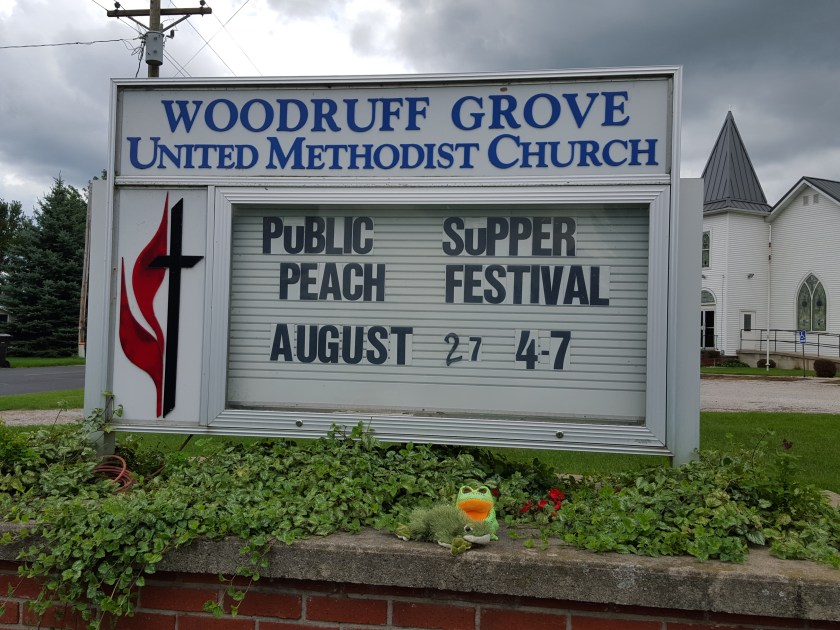 WOODRUFF GROVE
UNITED METHODIST CHURCH
PuBLIC SuPPER
PEACH FESTIVAL
AUGUST 27 4-7